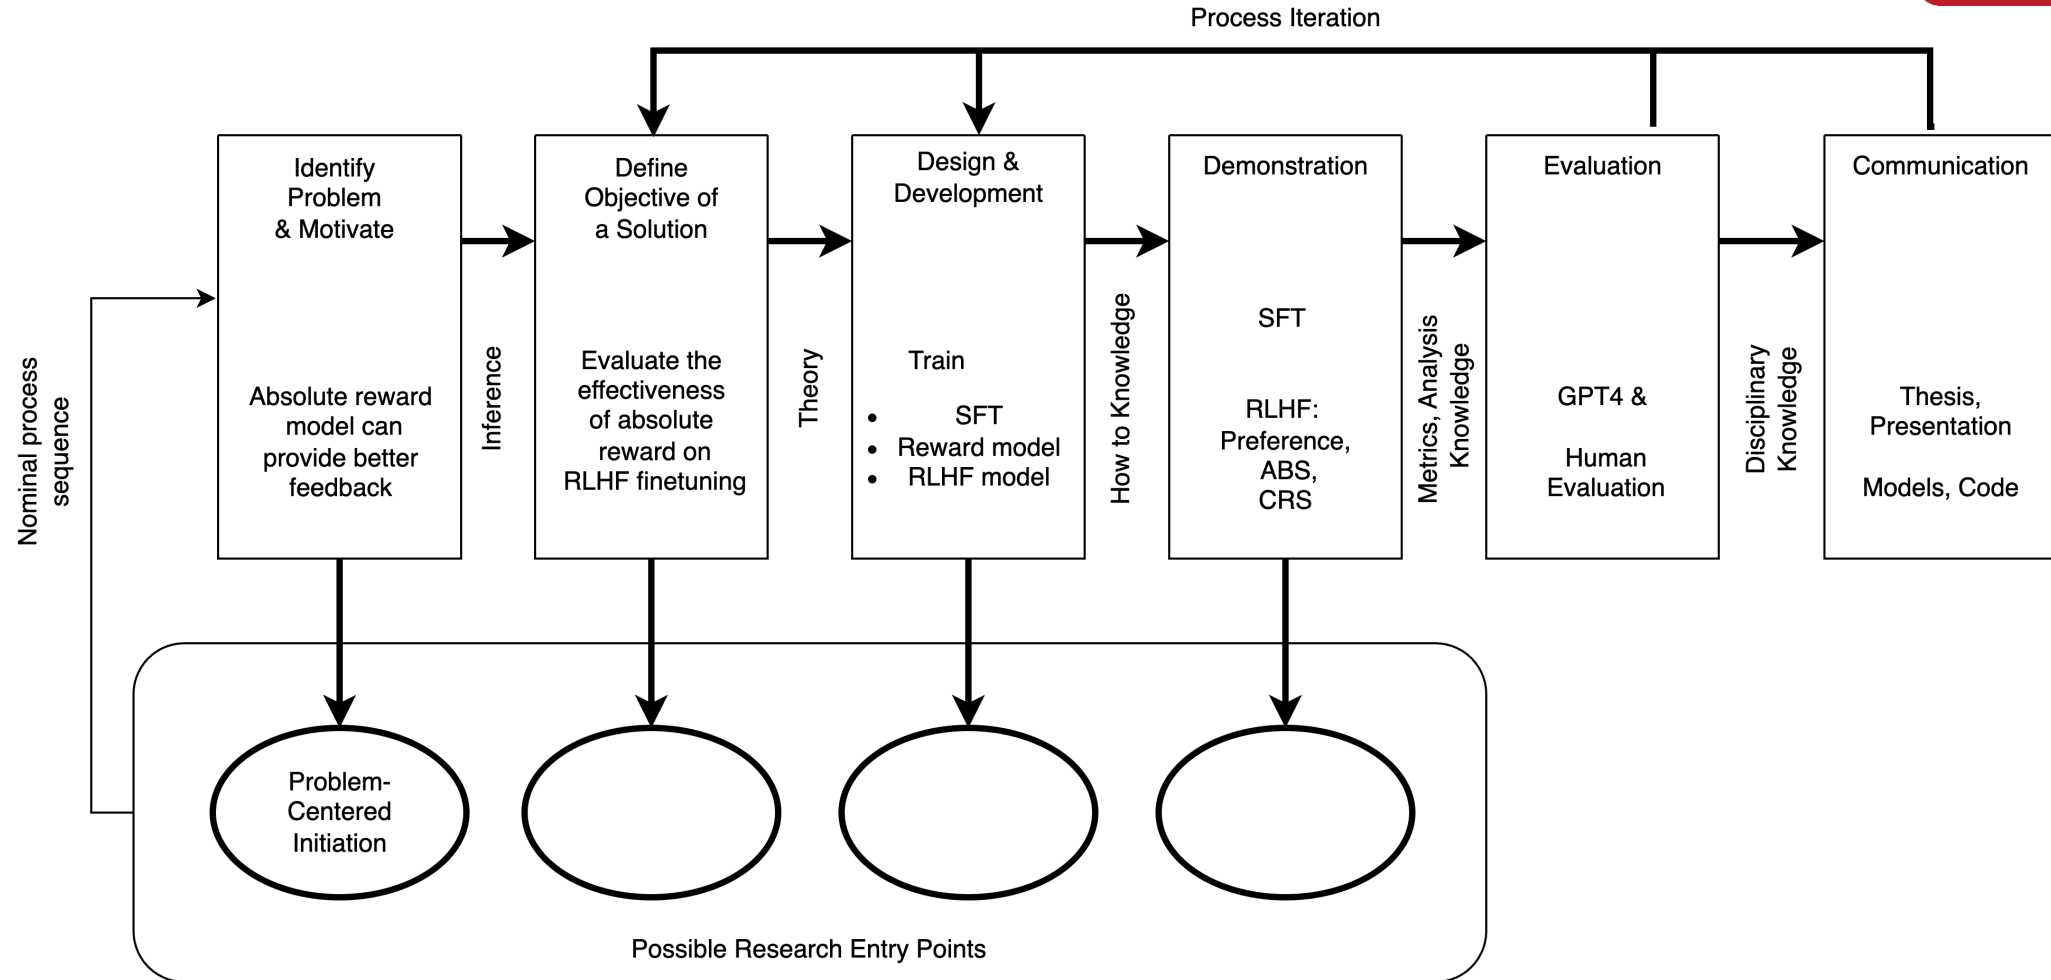 Process Iteration
Identify
Problem
& Motivate
Absolute reward
model can
provide better
feedback
Inference
Define
Objective of
a Solution
Evaluate the
effectiveness
of absolute
reward on
RLHF finetuning
Theory
Design &
Development
Train
• SFT
• Reward model
• RLHF model
How to Knowledge
Demonstration
SFT
RLHF:
Preference,
ABS,
CRS
Metrics, Analysis
Knowledge
Evaluation
GPT4 &
Human
Evaluation
Disciplinary
Knowledge
Communication
Thesis,
Presentation
Models, Code
Nominal process
sequence
Problem-
Centered
Initiation
Possible Research Entry Points